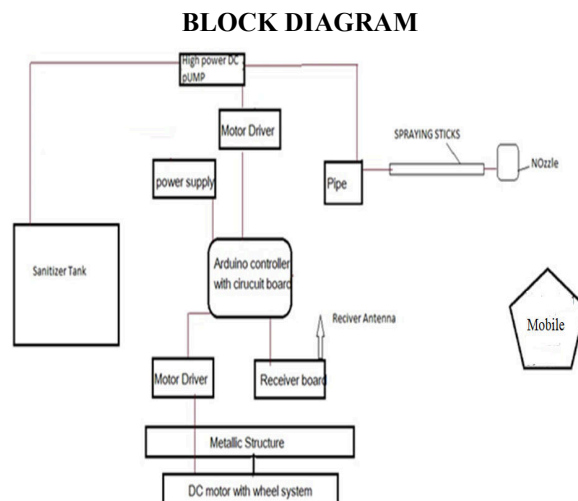 BLOCK DIAGRAM
High power DC
pUMP
Motor Driver
SPRAYING STICKS
NOzzle
power supply
Pipe
Sanitizer Tank
Arduino controller
with cirucuit board
Reciver Antenna
Mobile
Motor Driver
Receiver board
Metallic Structure
DC motor with wheel system